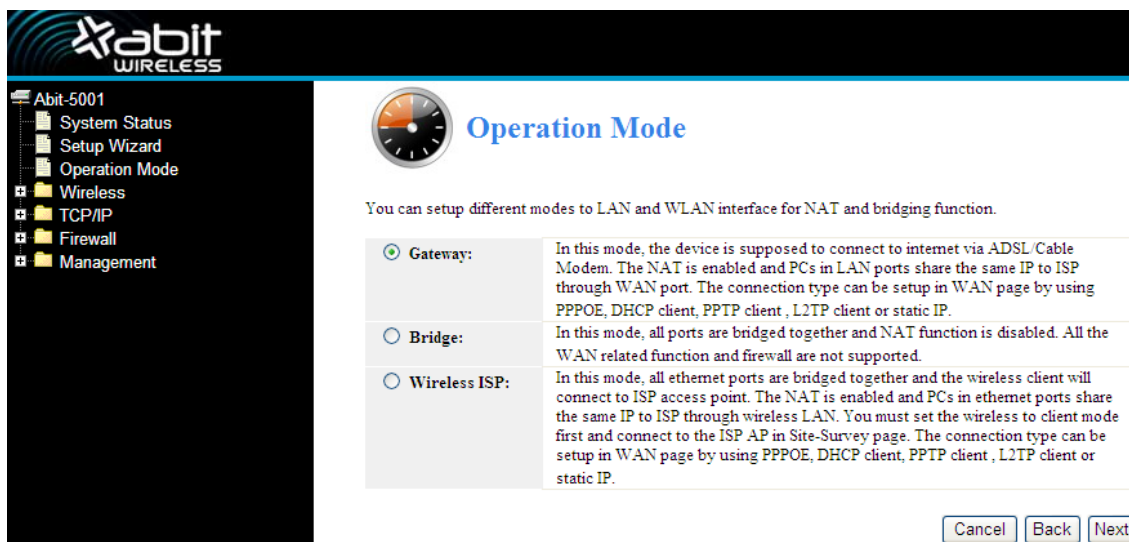 abit
WIRELESS
Abit-5001
System Status
Setup Wizard
Operation Mode
Wireless
TCP/IP
Firewall
Management
Operation Mode
You can setup different modes to LAN and WLAN interface for NAT and bridging function.
Gateway:
In this mode, the device is supposed to connect to internet via ADSL/Cable
Modem. The NAT is enabled and PCs in LAN ports share the same IP to ISP
through WAN port. The connection type can be setup in WAN page by using
PPPOE, DHCP client, PPTP client , L2TP client or static IP.
Bridge:
In this mode, all ports are bridged together and NAT function is disabled. All the
WAN related function and firewall are not supported.
Wireless ISP:
In this mode, all ethernet ports are bridged together and the wireless client will
connect to ISP access point. The NAT is enabled and PCs in ethernet ports share
the same IP to ISP through wireless LAN. You must set the wireless to client mode
first and connect to the ISP AP in Site-Survey page. The connection type can be
setup in WAN page by using PPPOE, DHCP client, PPTP client , L2TP client or
static IP.
Cancel Back Next